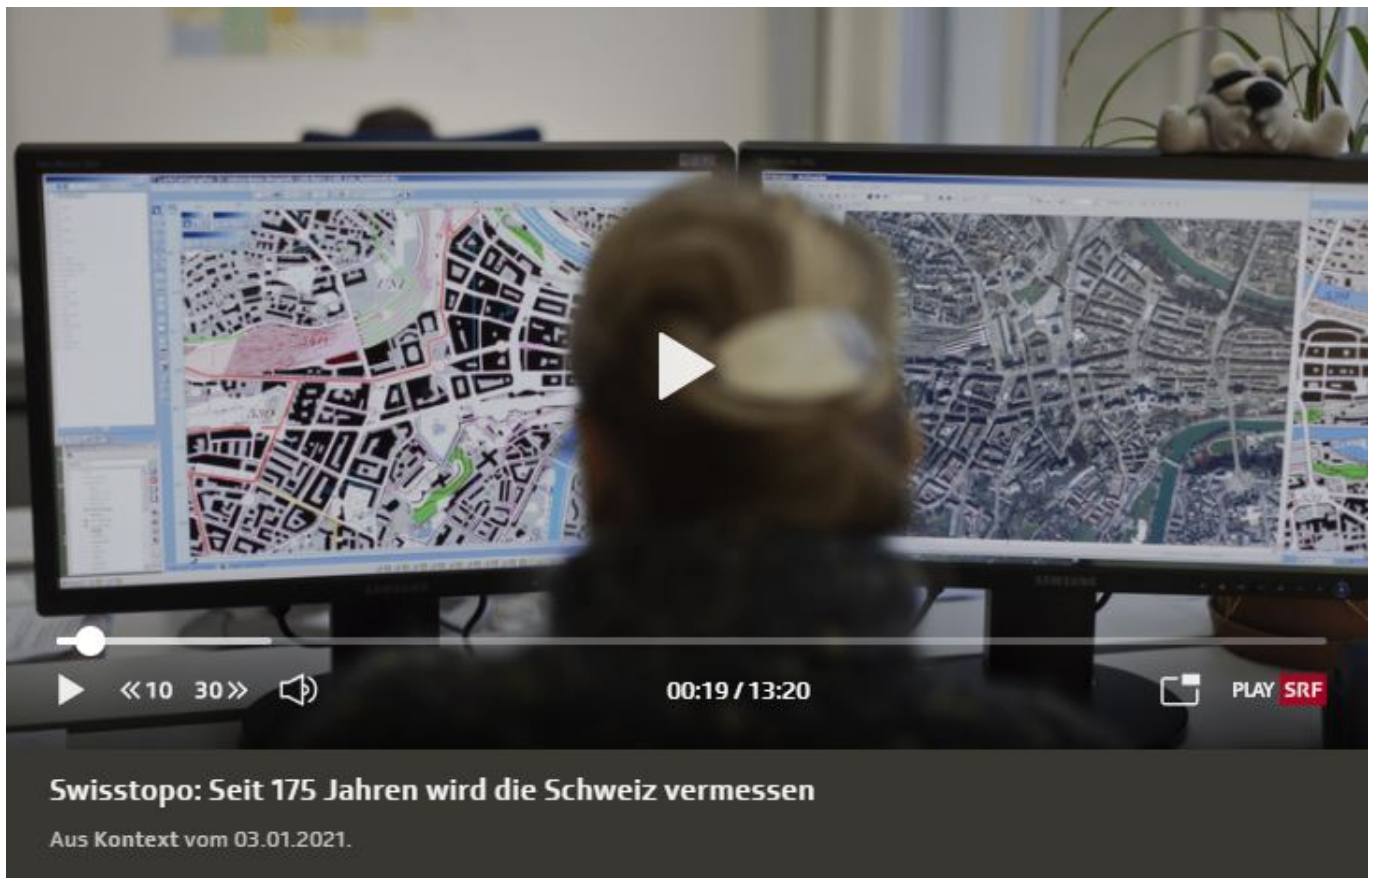 SAMSUNG
«10 30» 00:19 / 13:20 PLAY SRF
Swisstopo: Seit 175 Jahren wird die Schweiz vermessen
Aus Kontext vom 03.01.2021.